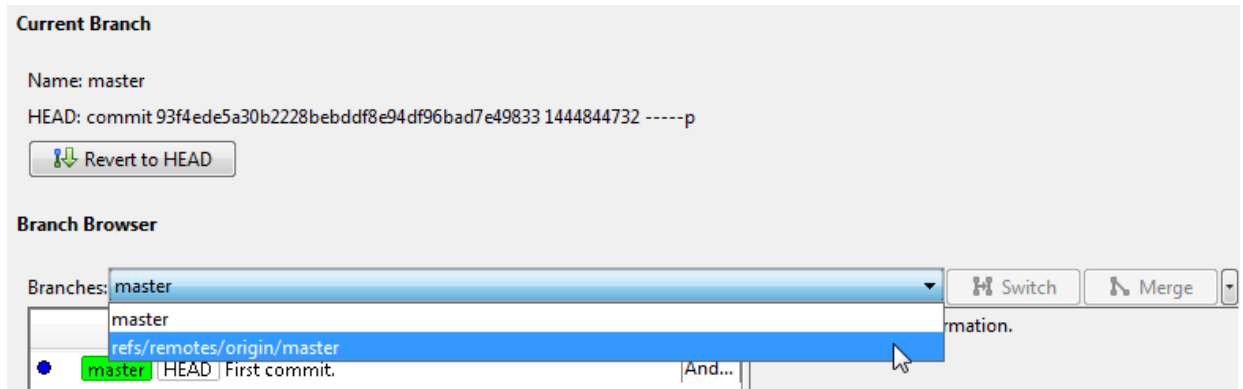 Current Branch
Name: master
HEAD: commit 93f4ede5a30b2228bebddf8e94df96bad7e49833 1444844732 -----p
Revert to HEAD
Branch Browser
Branches: master Switch Merge
master
rmation.
refs/remotes/origin/master
master HEAD First commit. And...